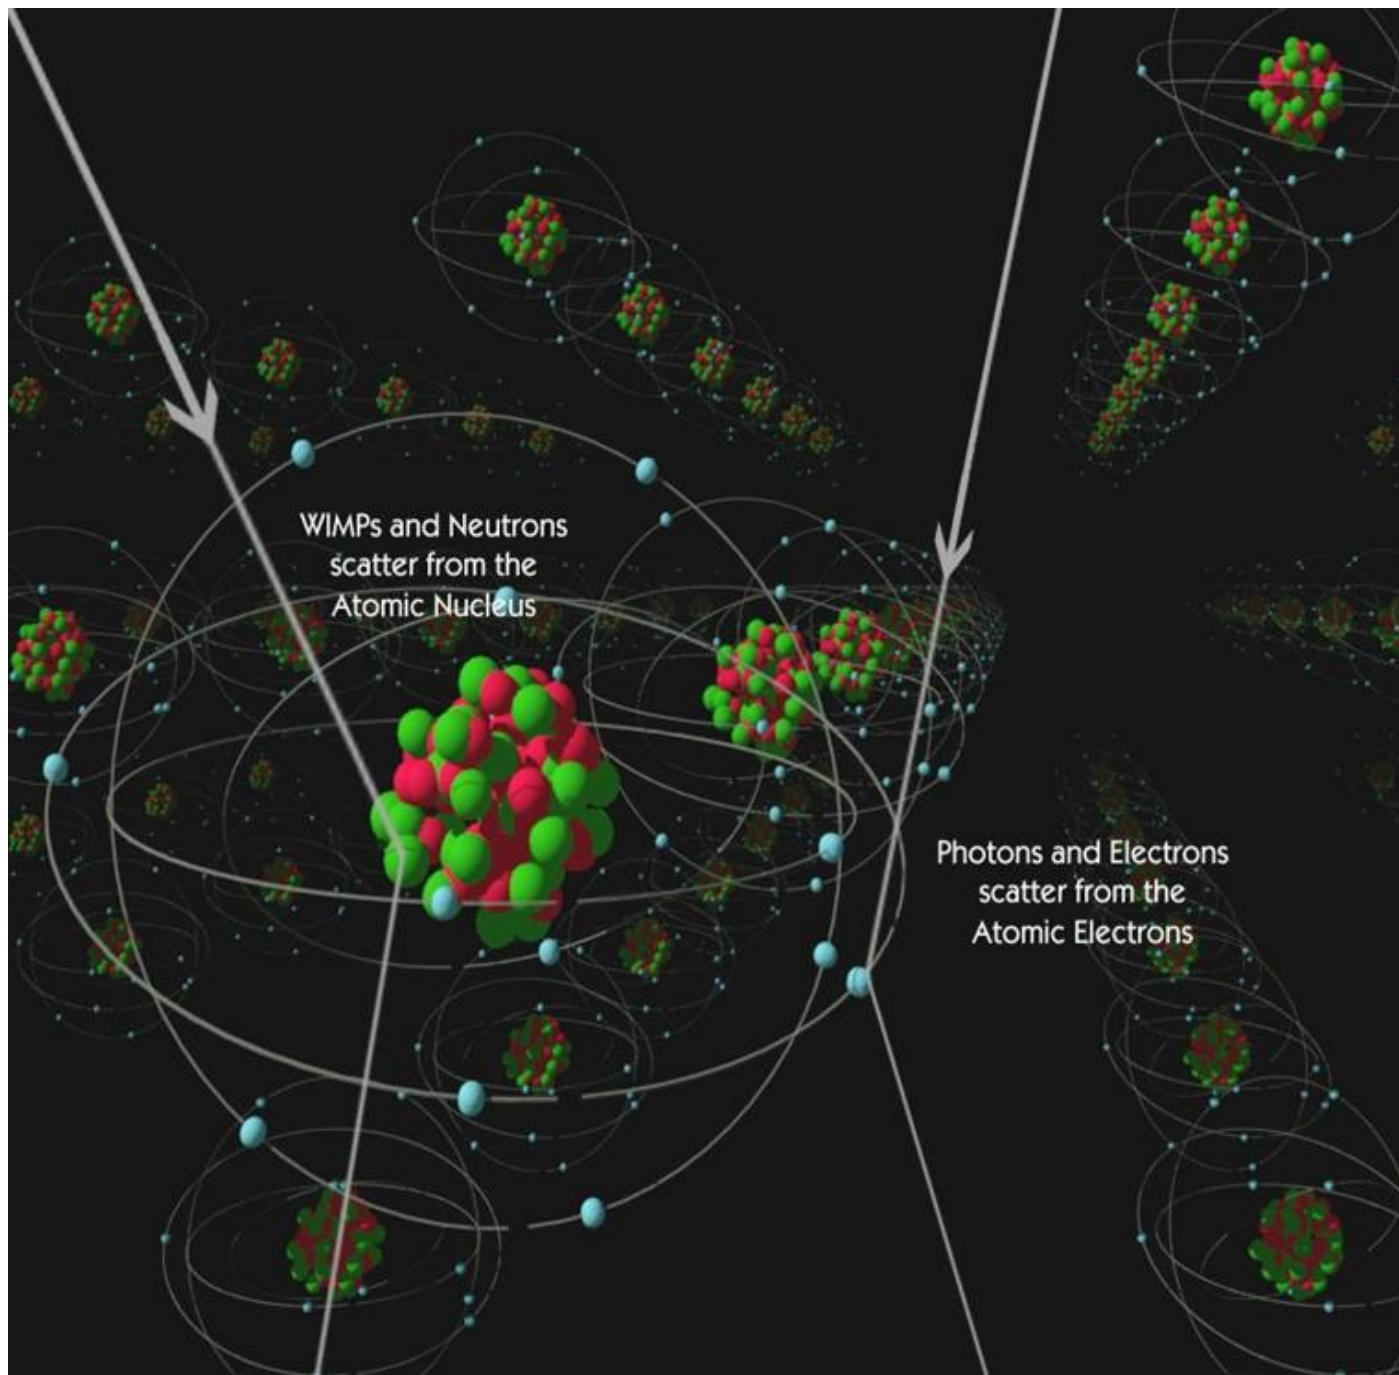 WIMPs and Neutrons
scatter from the
Atomic Nucleus
Photons and Electrons
scatter from the
Atomic Electrons